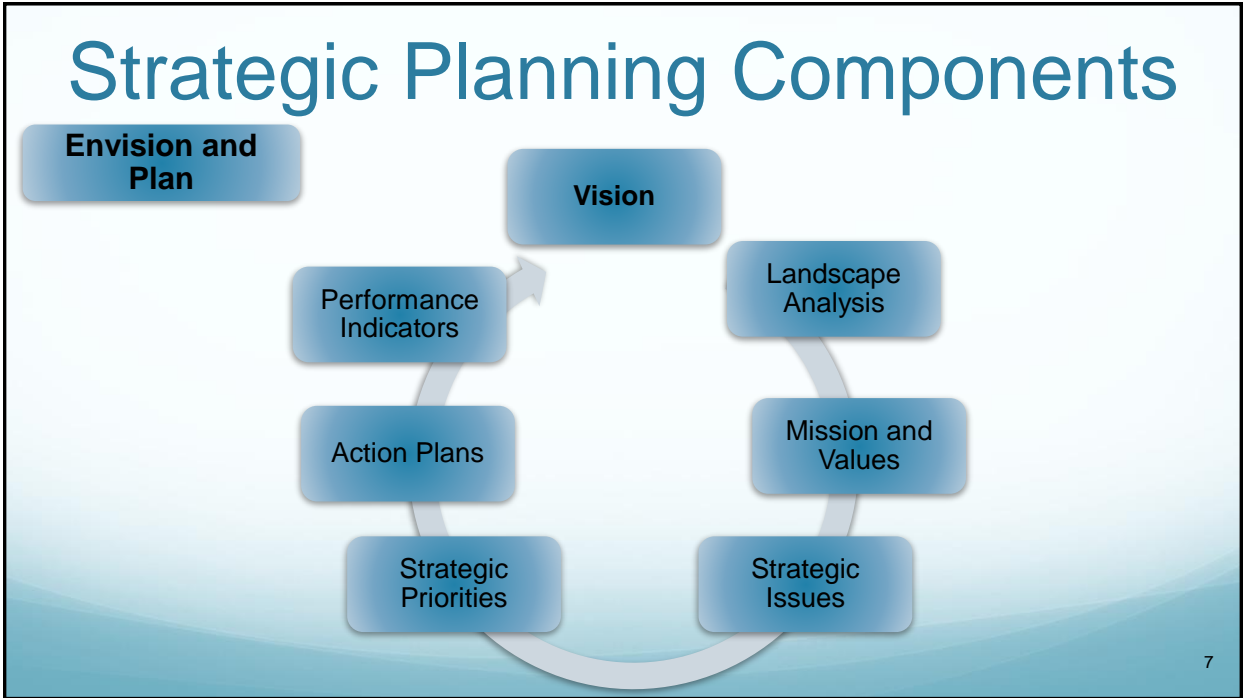 Strategic Planning Components
Envision and
Plan
Vision
Landscape
Analysis
Mission and
Values
Strategic
Issues
Strategic
Priorities
Action Plans
Performance
Indicators
7